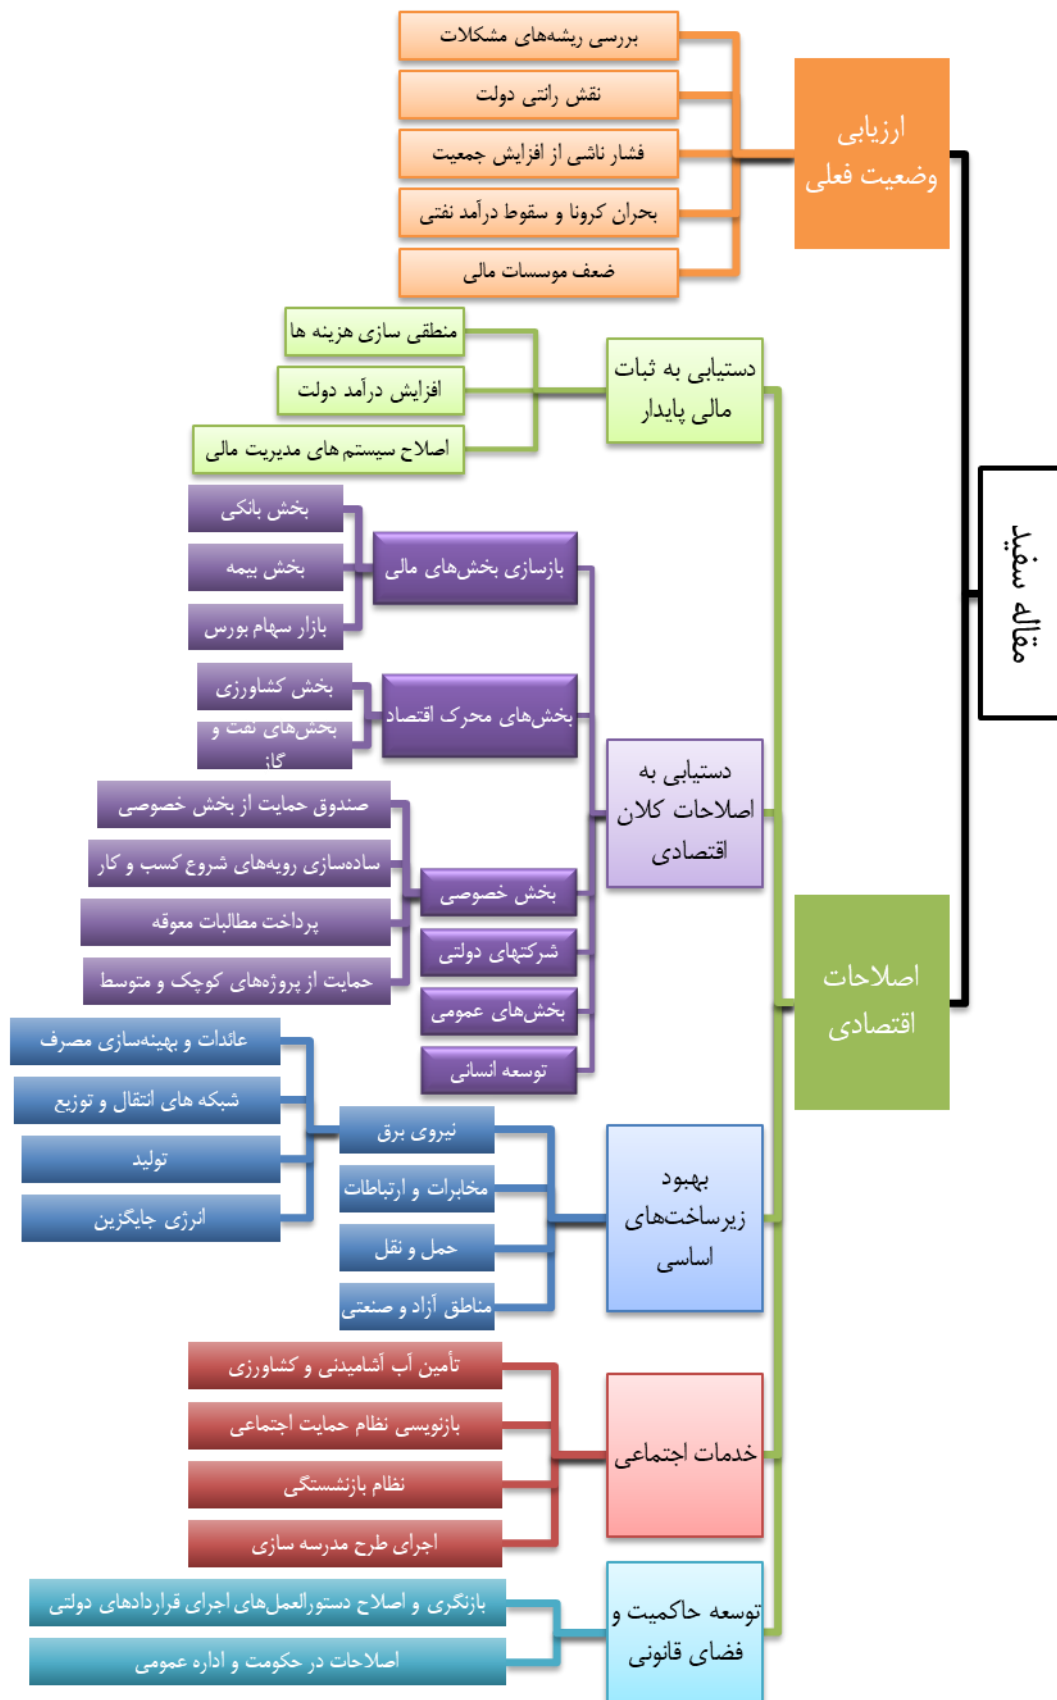 مقاله سفید
ارزیابی
وضعیت فعلی
بررسی ریشه‌های مشکلات
نقش رانتی دولت
فشار ناشی از افزایش جمعیت
بحران کرونا و سقوط درآمد نفتی
ضعف موسسات مالی
اصلاحات
اقتصادی
دستیابی به ثبات
مالی پایدار
منطقی سازی هزینه ها
افزایش درآمد دولت
اصلاح سیستم های مدیریت مالی
دستیابی به
اصلاحات کلان
اقتصادی
بازسازی بخش‌های مالی
بخش بانکی
بخش بیمه
بازار سهام بورس
بخش‌های محرک اقتصاد
بخش کشاورزی
بخش‌های نفت و
گاز
بخش خصوصی
صندوق حمایت از بخش خصوصی
ساده‌سازی رویه‌های شروع کسب و کار
پرداخت مطالبات معوقه
حمایت از پروژه‌های کوچک و متوسط
شرکتهای دولتی
بخش‌های عمومی
توسعه انسانی
بهبود
زیرساخت‌های
اساسی
نیروی برق
عائدات و بهینه‌سازی مصرف
شبکه های انتقال و توزیع
تولید
انرژی جایگزین
مخابرات و ارتباطات
حمل و نقل
مناطق آزاد و صنعتی
خدمات اجتماعی
تأمین آب آشامیدنی و کشاورزی
بازنویسی نظام حمایت اجتماعی
نظام بازنشستگی
اجرای طرح مدرسه سازی
توسعه حاکمیت و
فضای قانونی
بازنگری و اصلاح دستورالعمل‌های اجرای قراردادهای دولتی
اصلاحات در حکومت و اداره عمومی